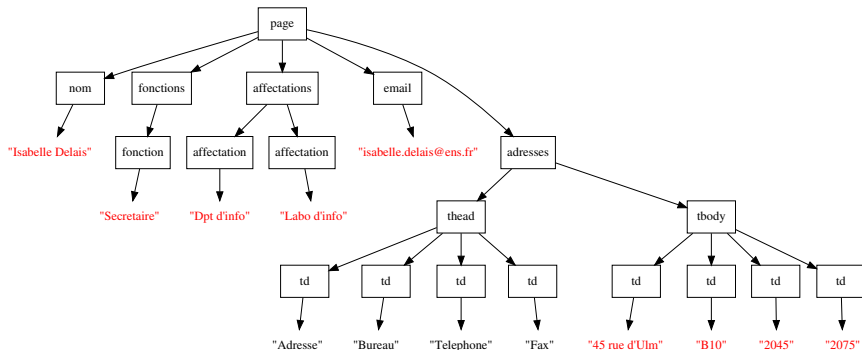 page
nom fonctions affectations email
"Isabelle Delais" fonction affectation affectation "isabelle.delais@ens.fr" adresses
"Secretaire" "Dpt d'info" "Labo d'info" thead tbody
td td td td td td td td
"Adresse" "Bureau" "Telephone" "Fax" "45 rue d'Ulm" "B10" "2045" "2075"